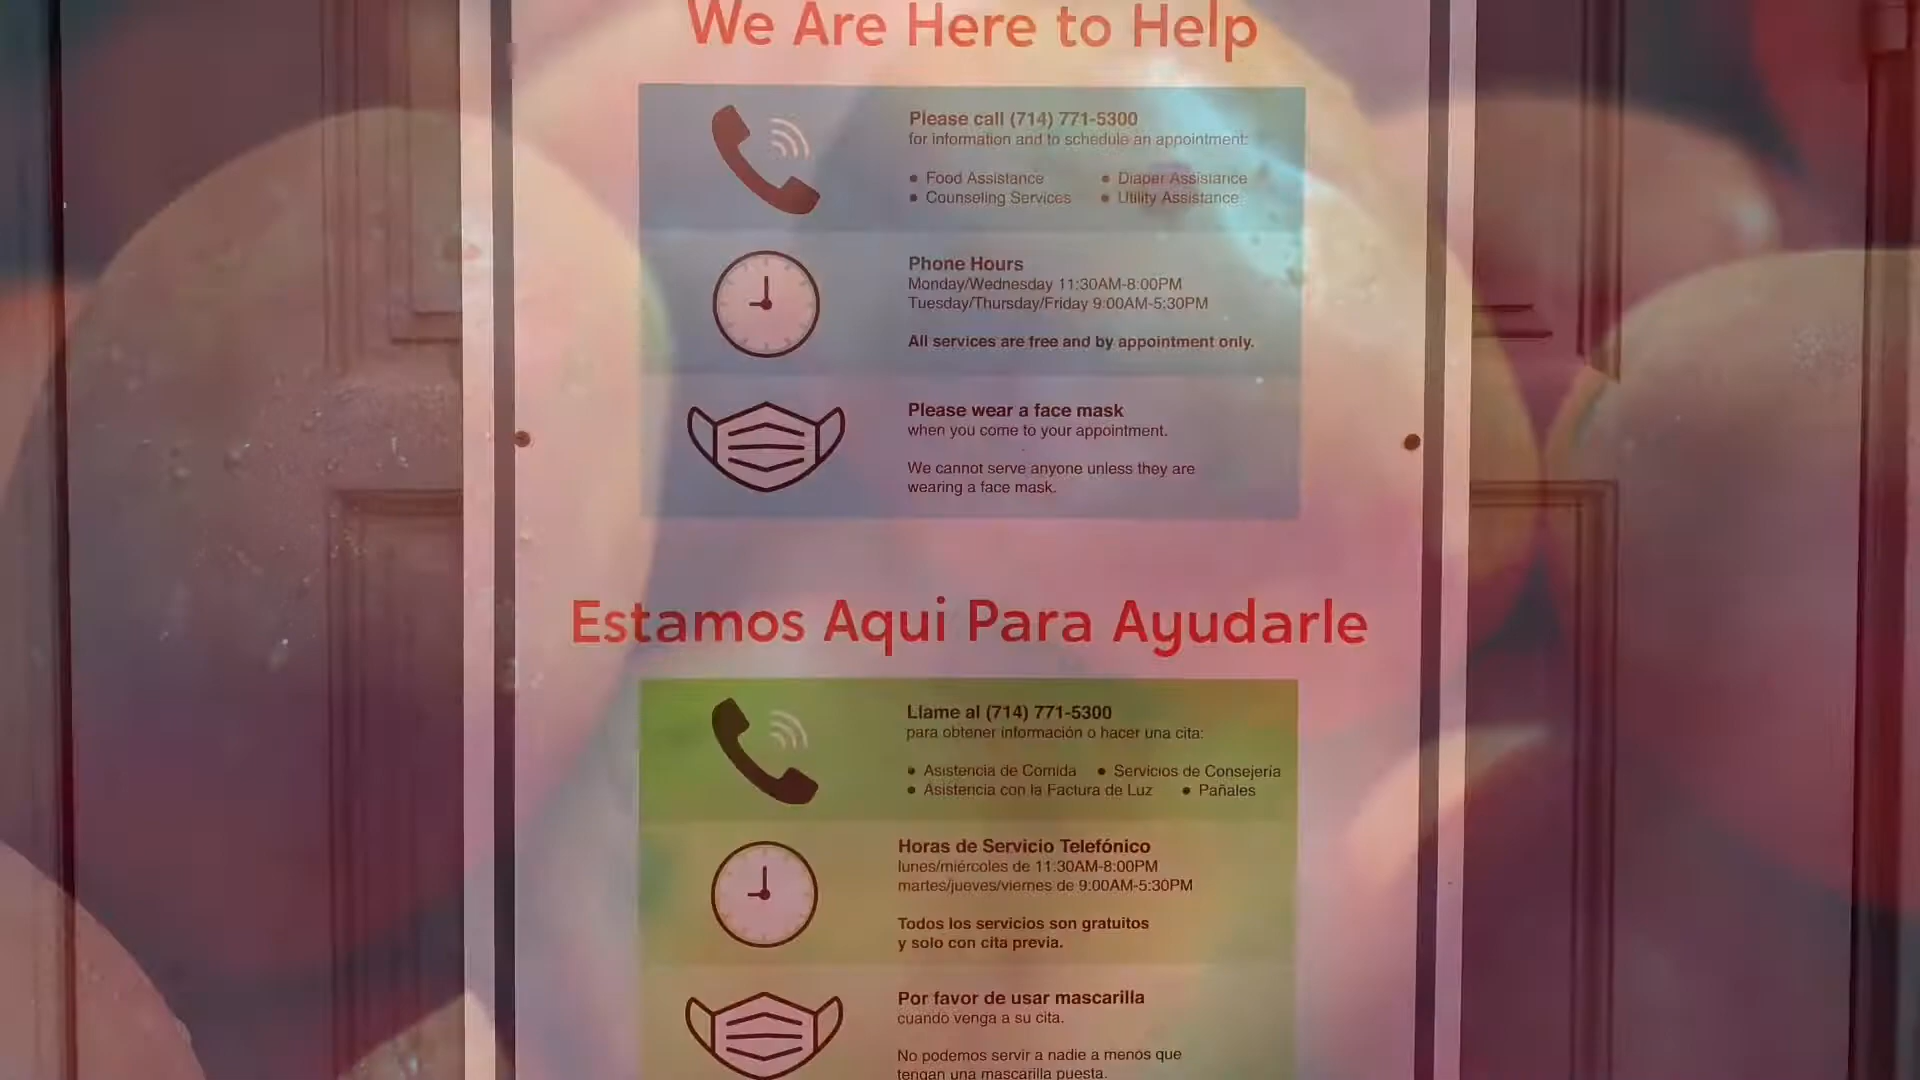 We Are Here to Help
Please call (714) 771-5300
for information and to schedule an appointment:
• Food Assistance • Diaper Assistance
• Counseling Services • Utility Assistance
Phone Hours
Monday/Wednesday 11:30AM-8:00PM
Tuesday/Thursday/Friday 9:00AM-5:30PM
All services are free and by appointment only.
Please wear a face mask
when you come to your appointment.
We cannot serve anyone unless they are
wearing a face mask.
Estamos Aqui Para Ayudarle
Llame al (714) 771-5300
para obtener información o hacer una cita:
• Asistencia de Comida • Servicios de Consejería
• Asistencia con la Factura de Luz • Pañales
Horas de Servicio Telefónico
lunes/miércoles de 11:30AM-8:00PM
martes/jueves/viernes de 9:00AM-5:30PM
Todos los servicios son gratuitos
y solo con cita previa.
Por favor de usar mascarilla
cuando venga a su cita.
No podemos servir a nadie a menos que
tengan una mascarilla puesta.